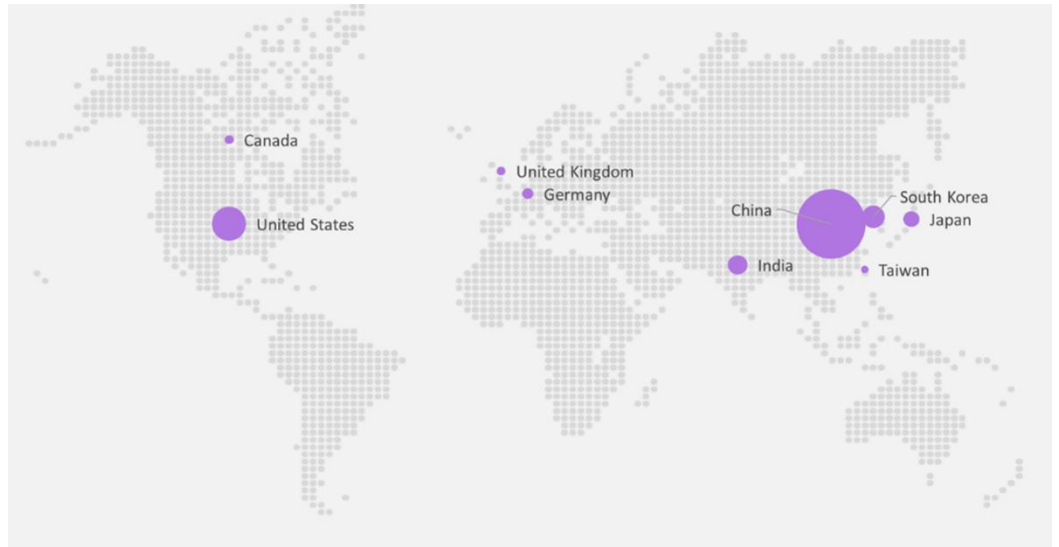 Canada
United Kingdom
Germany
South Korea
China
Japan
United States
India
Taiwan